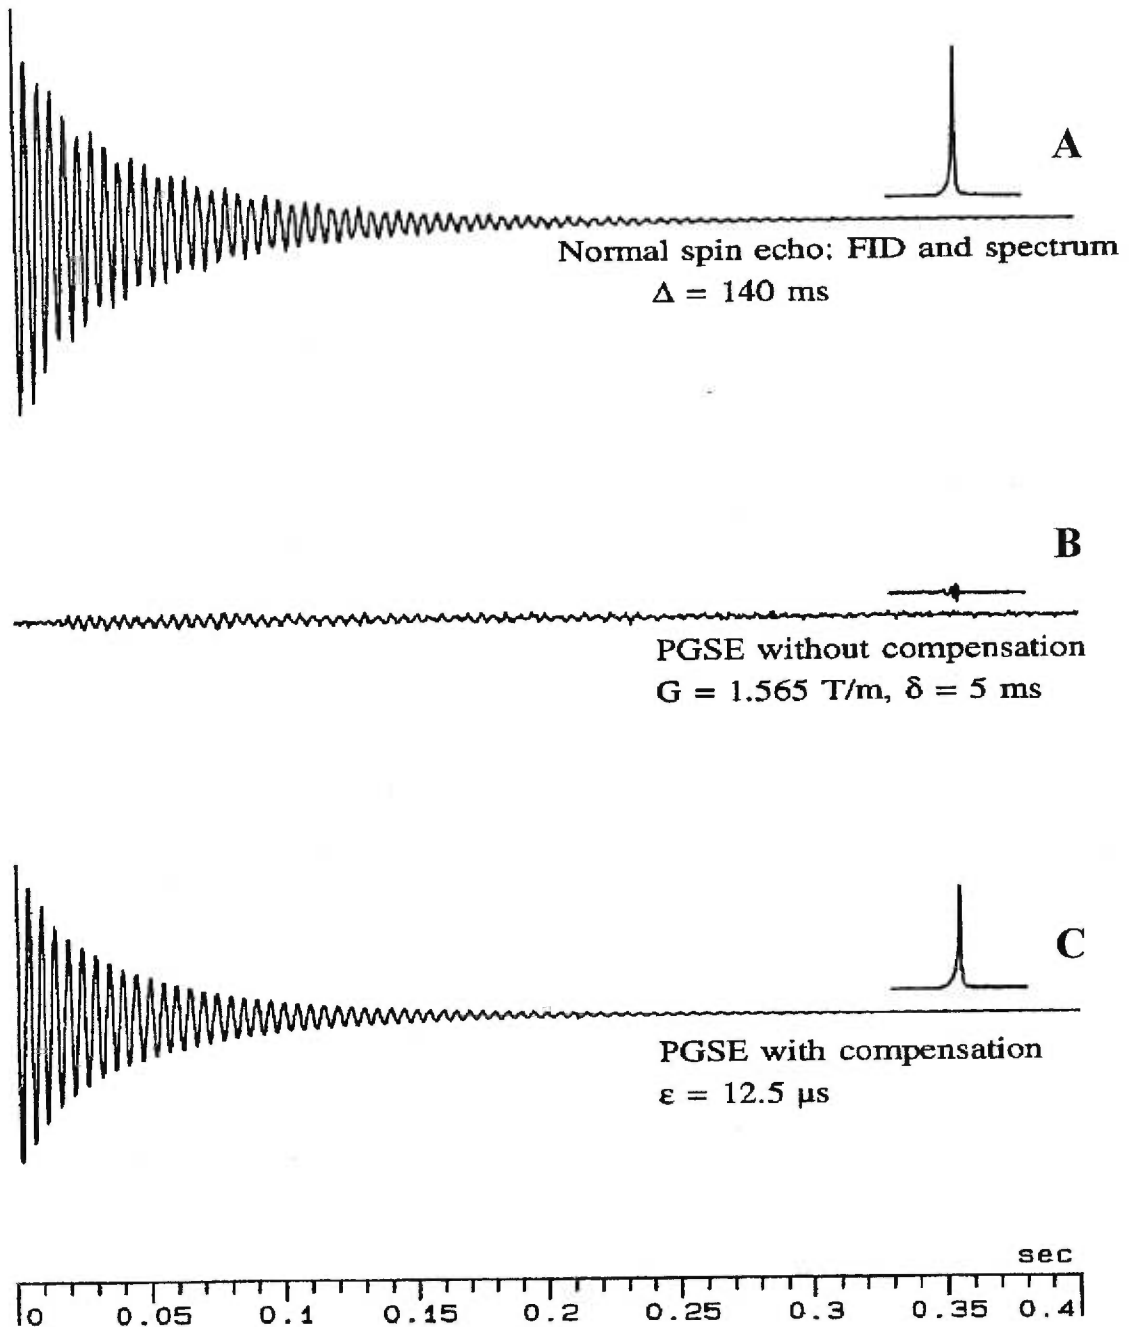 A
Normal spin echo: FID and spectrum
Δ = 140 ms
B
PGSE without compensation
G = 1.565 T/m, δ = 5 ms
C
PGSE with compensation
ε = 12.5 μs
sec
0 0.05 0.1 0.15 0.2 0.25 0.3 0.35 0.4